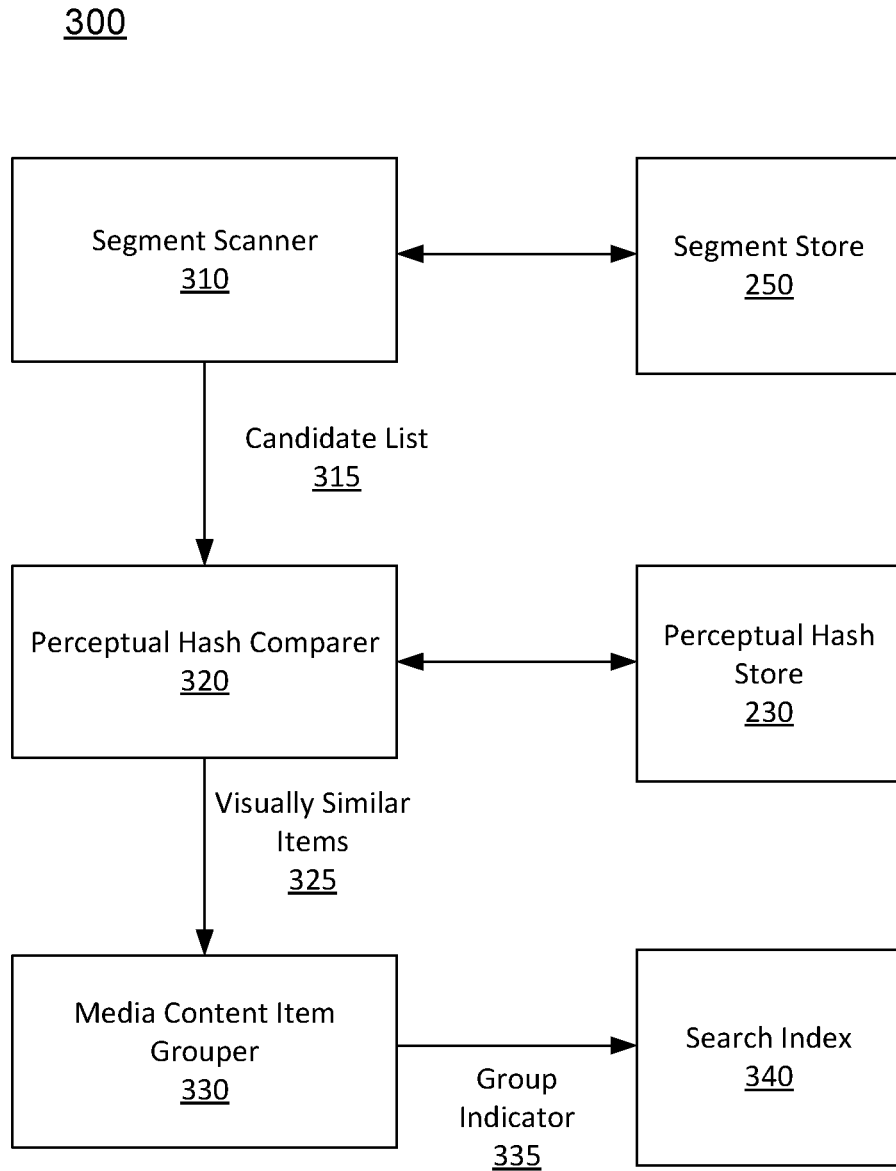 300
Segment Scanner
310
Segment Store
250
Candidate List
315
Perceptual Hash Comparer
320
Perceptual Hash
Store
230
Visually Similar
Items
325
Media Content Item
Grouper
330
Group
Indicator
335
Search Index
340